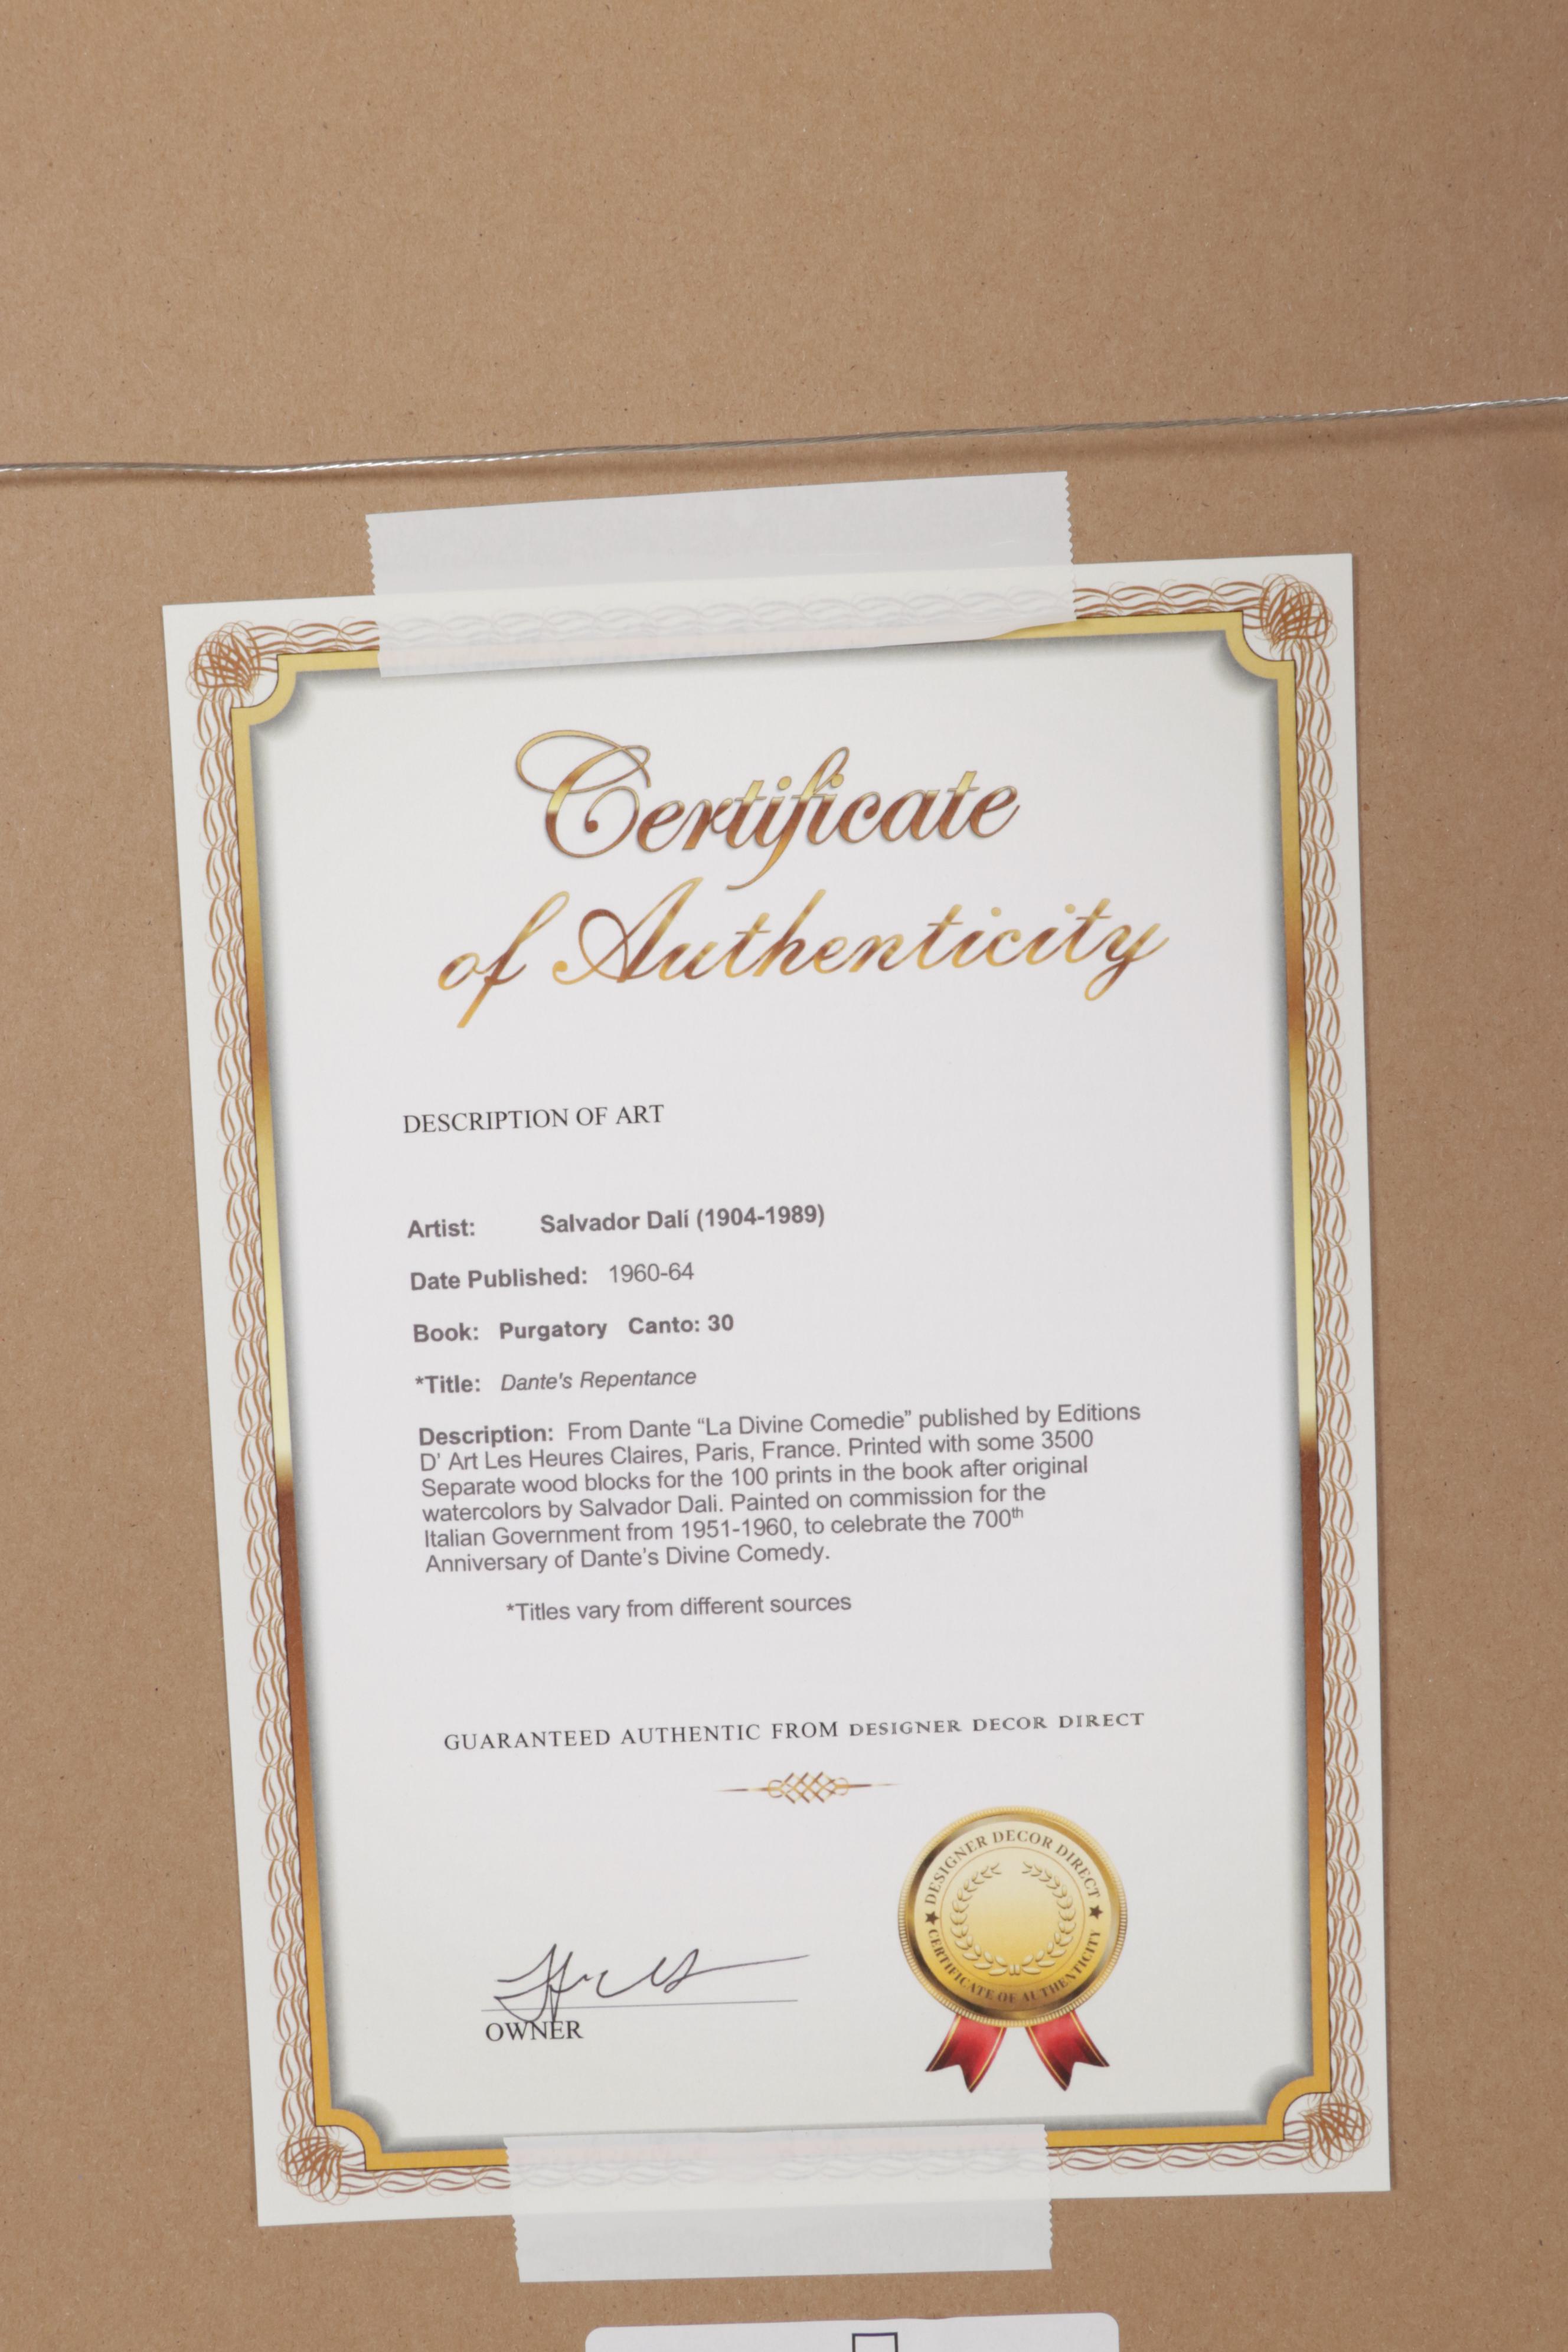 Certificate
of Authenticity
DESCRIPTION OF ART
Artist: Salvador Dalí (1904-1989)
Date Published: 1960-64
Book: Purgatory Canto: 30
*Title: Dante's Repentance
Description: From Dante “La Divine Comedie” published by Editions
D' Art Les Heures Claires, Paris, France. Printed with some 3500
Separate wood blocks for the 100 prints in the book after original
watercolors by Salvador Dali. Painted on commission for the
Italian Government from 1951-1960, to celebrate the 700th
Anniversary of Dante's Divine Comedy.
*Titles vary from different sources
GUARANTEED AUTHENTIC FROM DESIGNER DECOR DIRECT
DESIGNER DECOR DIRECT
CERTIFICATE OF AUTHENTICITY
OWNER